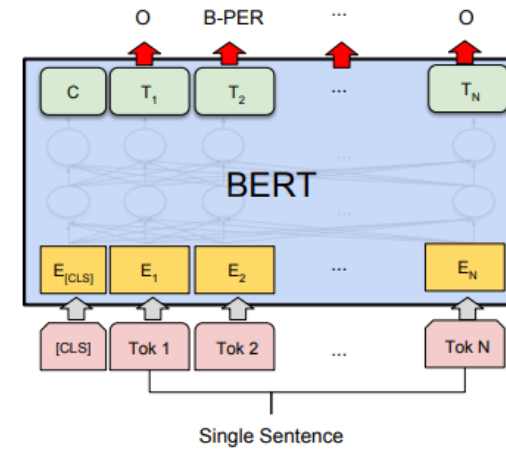 O B-PER ... O
C T1 T2 ... TN
...
BERT
...
E[CLS] E1 E2 ... EN
[CLS] Tok 1 Tok 2 ... Tok N
Single Sentence